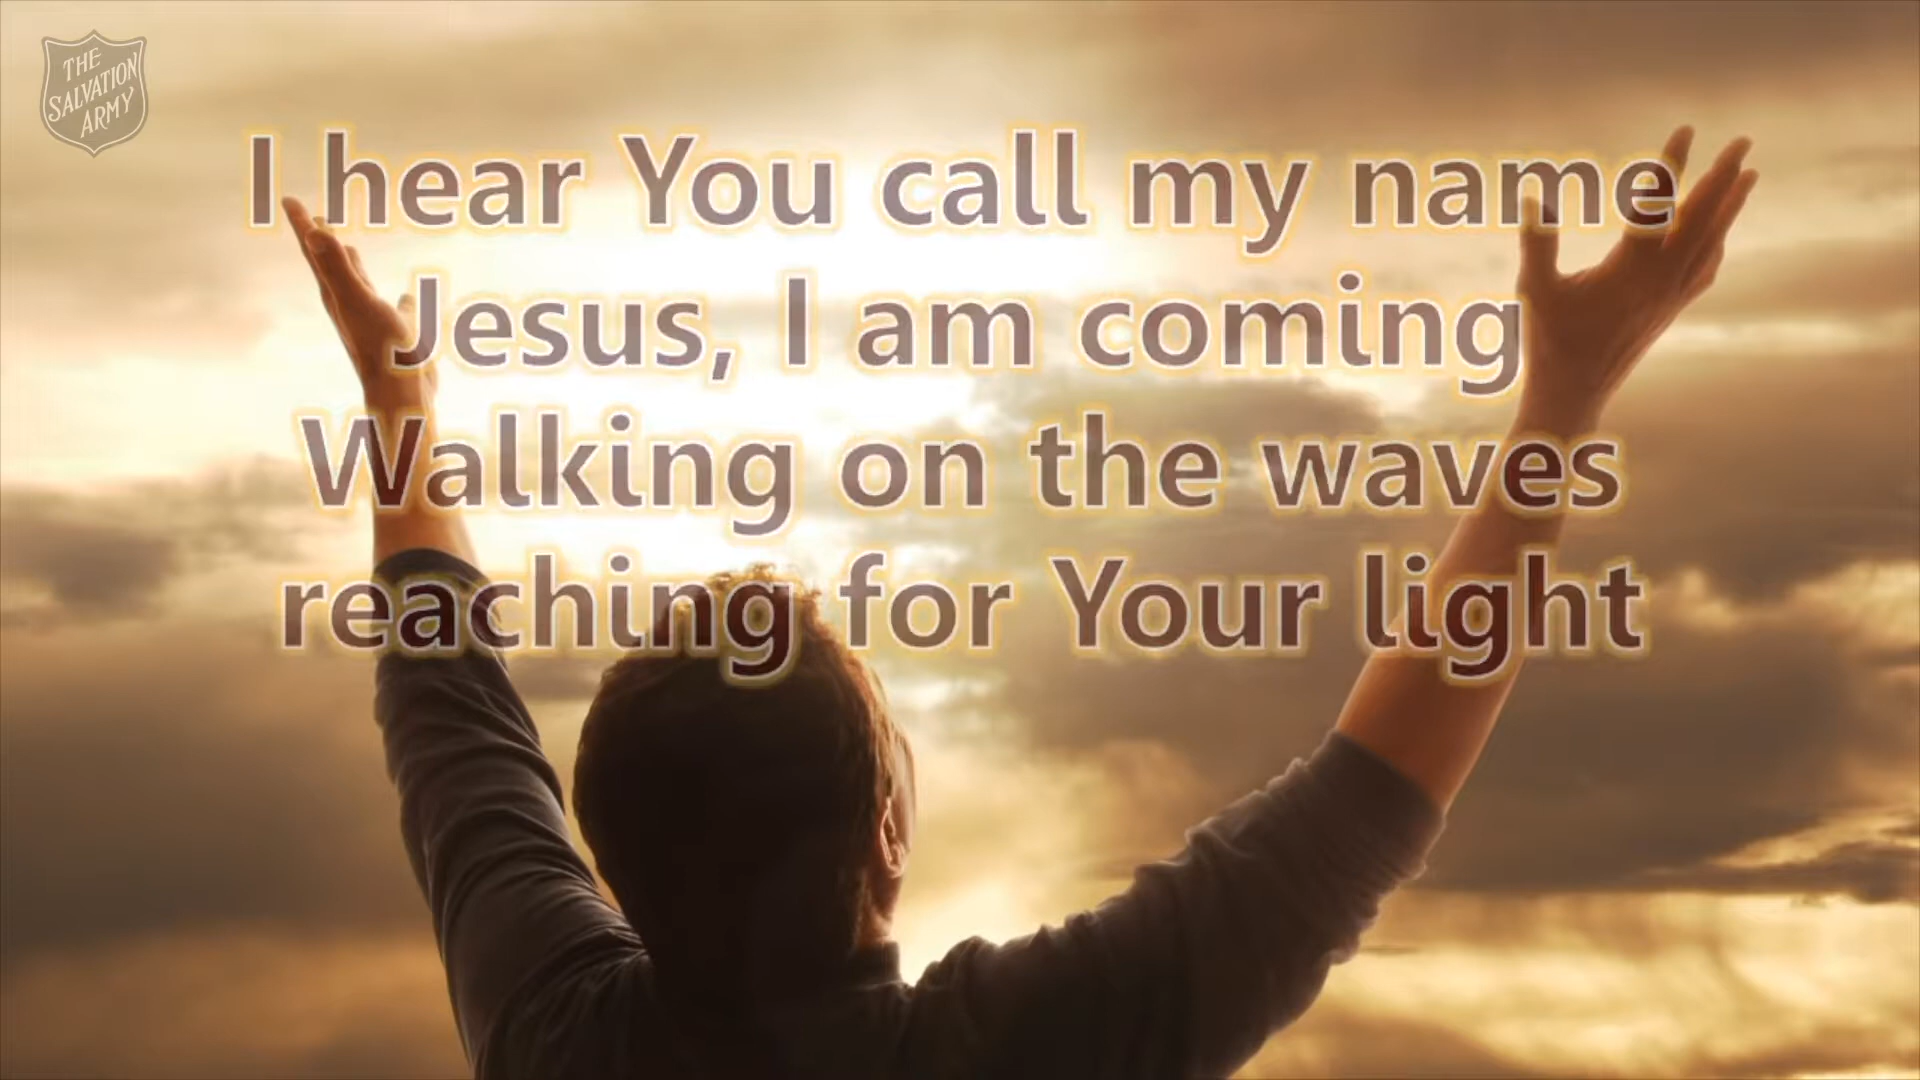 THE
SALVATION
ARMY
I hear You call my name
Jesus, I am coming
Walking on the waves
reaching for Your light